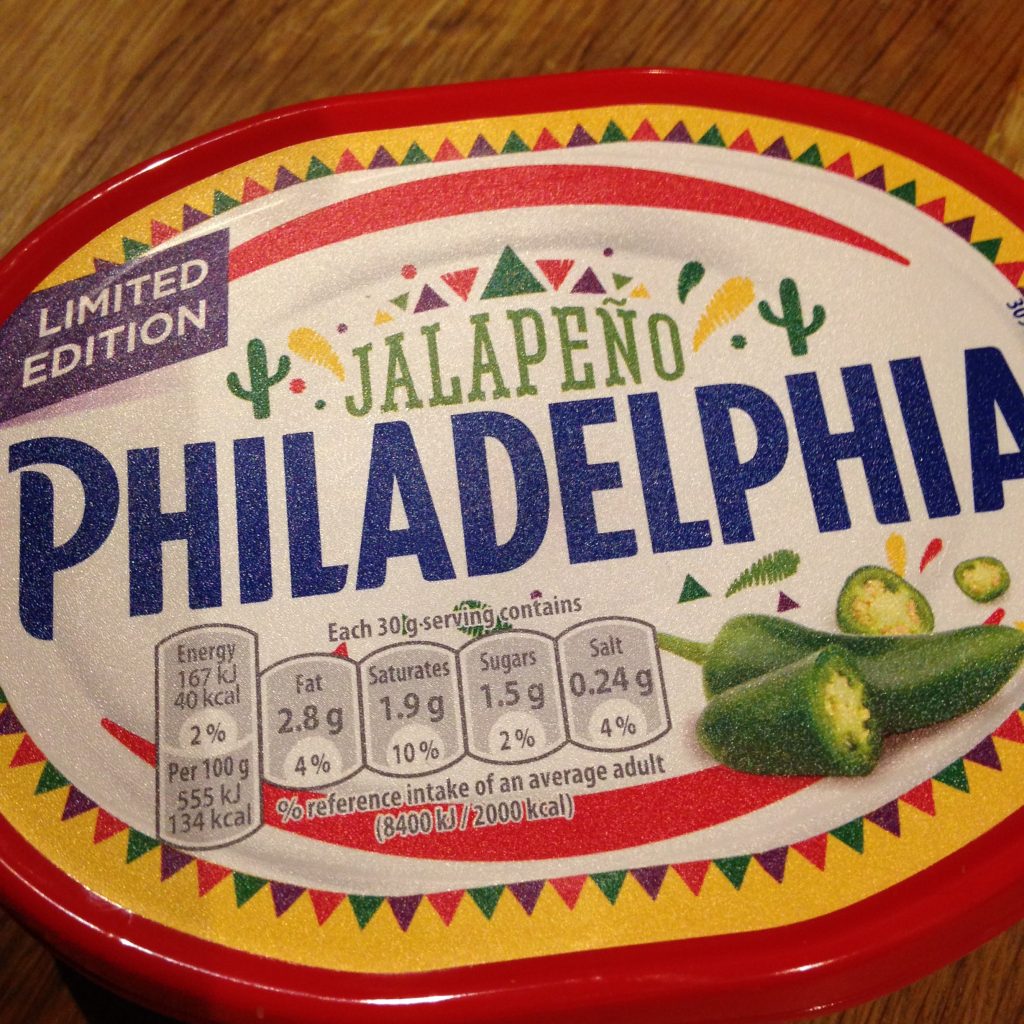 LIMITED
EDITION
JALAPEÑO
PHILADELPHIA
Each 30 g-serving contains
Energy
167 kJ
40 kcal
2%
Per 100 g
555 kJ
134 kcal
Fat
2.8 g
4%
Saturates
1.9 g
10%
Sugars
1.5 g
2%
Salt
0.24 g
4%
% reference intake of an average adult
(8400 kJ / 2000 kcal)